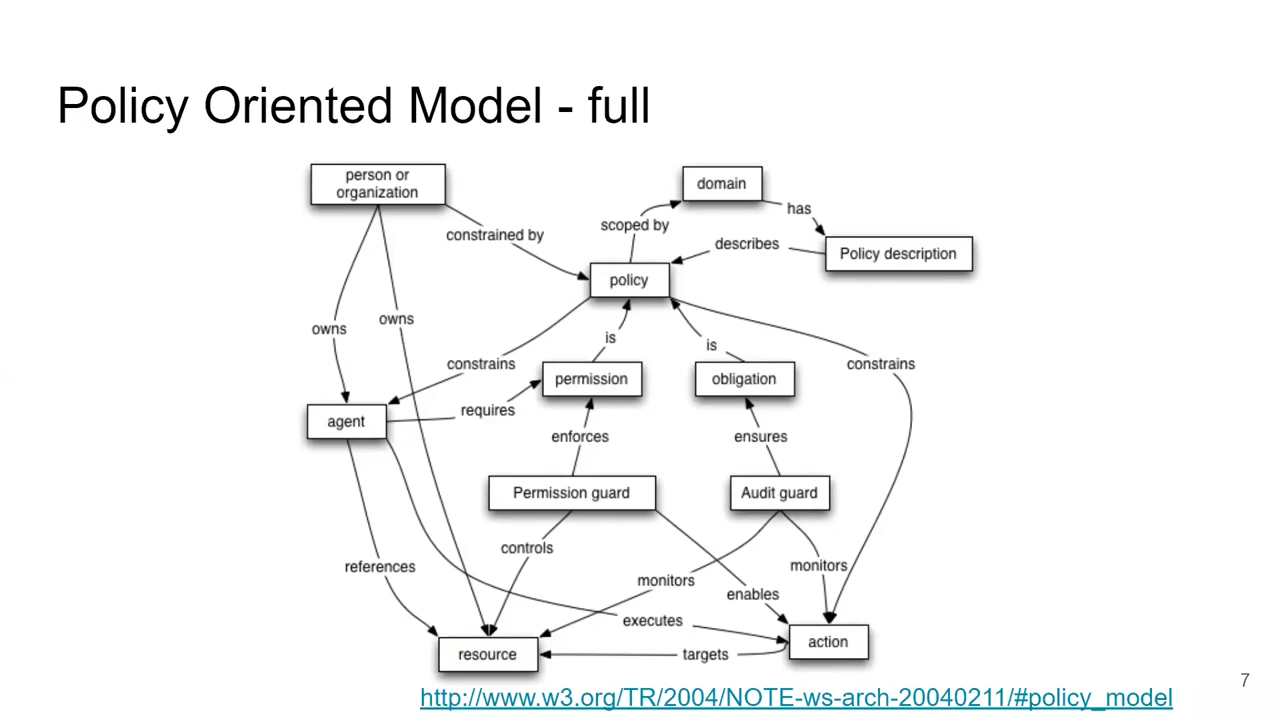 Policy Oriented Model - full
person or
organization
domain
has
scoped by
constrained by
describes
Policy description
policy
owns
owns
is
is
constrains
constrains
permission
obligation
requires
agent
enforces
ensures
Permission guard
Audit guard
controls
references
monitors
monitors
enables
executes
action
resource
targets
7
http://www.w3.org/TR/2004/NOTE-ws-arch-20040211/#policy_model